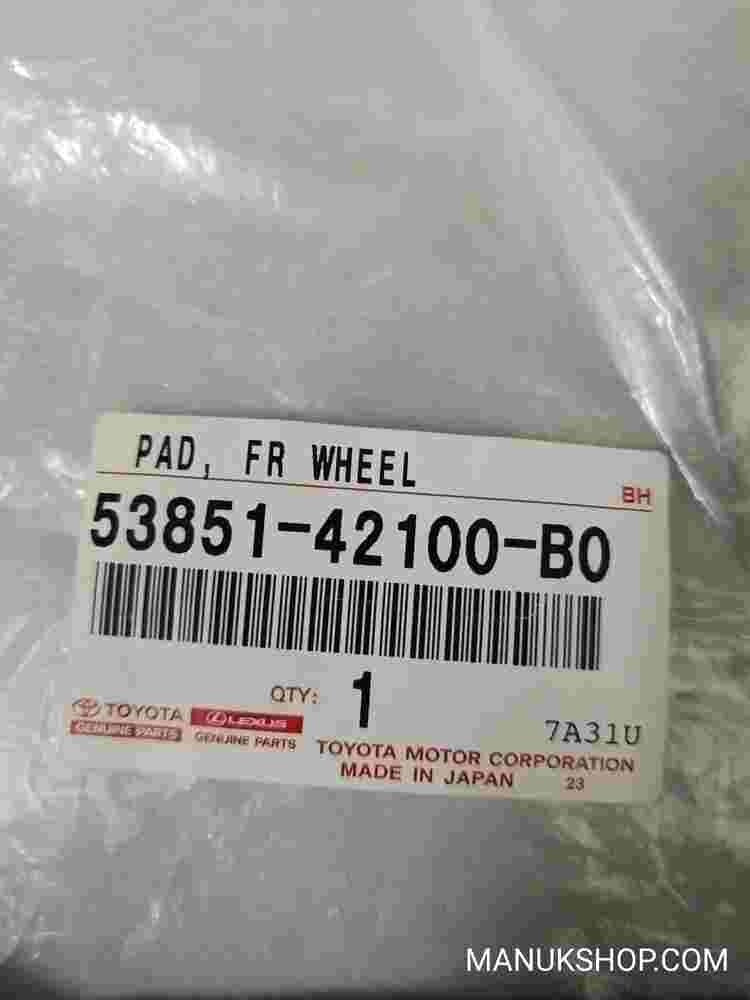 PAD, FR WHEEL
BH
53851-42100-B0
QTY: 1
TOYOTA
GENUINE PARTS
LEXUS
GENUINE PARTS
7A31U
TOYOTA MOTOR CORPORATION
MADE IN JAPAN 23
MANUKSHOP.COM